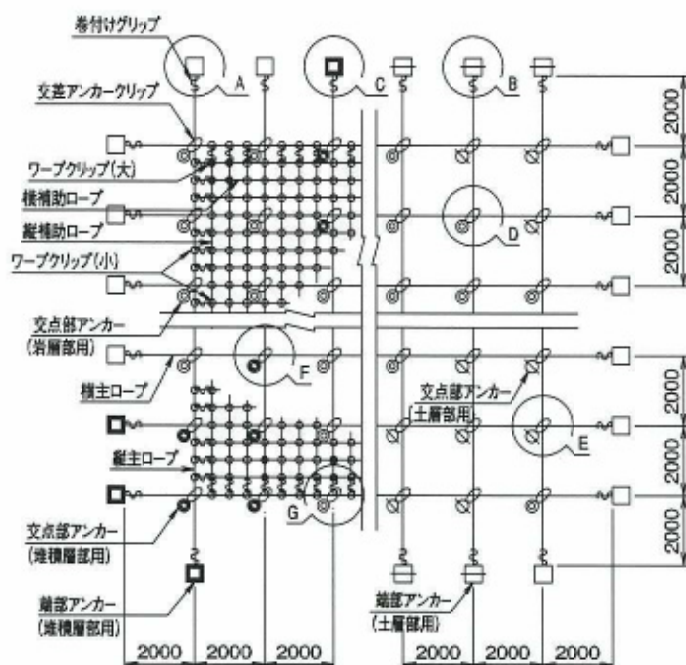 巻付けグリップ
A
C
B
交差アンカークリップ
ワープクリップ(大)
横補助ロープ
縦補助ロープ
ワープクリップ(小)
D
交点部アンカー
(岩層部用)
F
横主ロープ
交点部アンカー
(土層部用)
縦主ロープ
E
G
交点部アンカー
(堆積層部用)
端部アンカー
(堆積層部用)
端部アンカー
(土層部用)
2000
2000
2000
2000
2000
2000
2000
2000
2000
2000
2000
2000